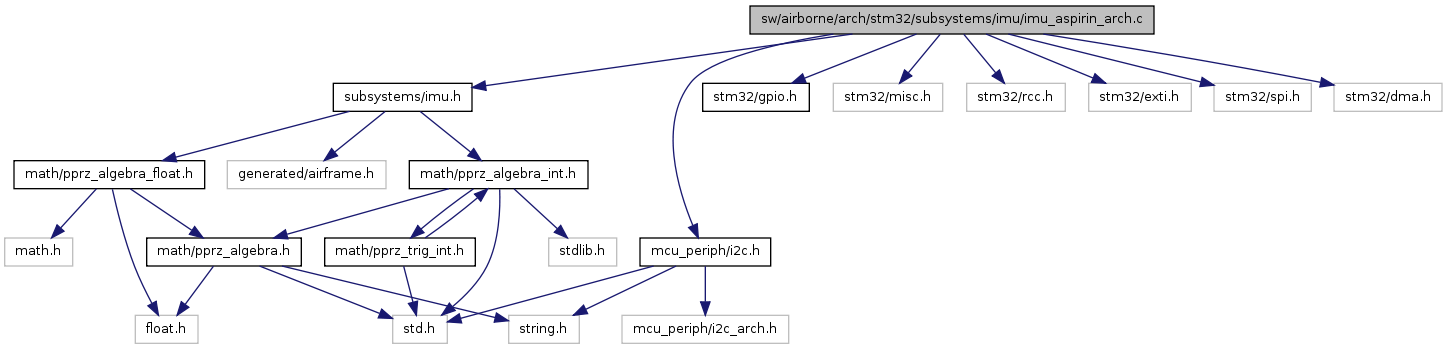 sw/airborne/arch/stm32/subsystems/imu/imu_aspirin_arch.c
subsystems/imu.h
stm32/gpio.h
stm32/misc.h
stm32/rcc.h
stm32/exti.h
stm32/spi.h
stm32/dma.h
math/pprz_algebra_float.h
generated/airframe.h
math/pprz_algebra_int.h
math.h
math/pprz_algebra.h
math/pprz_trig_int.h
stdlib.h
mcu_periph/i2c.h
float.h
std.h
string.h
mcu_periph/i2c_arch.h